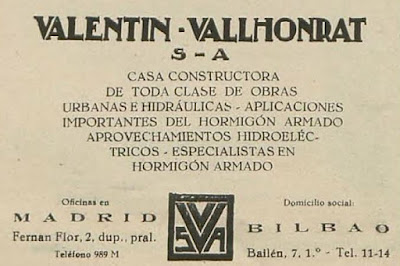 VALENTIN - VALLHONRAT
S - A
CASA CONSTRUCTORA
DE TODA CLASE DE OBRAS
URBANAS E HIDRÁULICAS - APLICACIONES
IMPORTANTES DEL HORMIGÓN ARMADO
APROVECHAMIENTOS HIDROELÉC-
TRICOS - ESPECIALISTAS EN
HORMIGÓN ARMADO
Oficinas en
MADRID
Fernan Flor, 2, dup., pral.
Teléfono 989 M
VV
SA
Domicilio social:
BILBAO
Bailén, 7, 1.° - Tel. 11-14